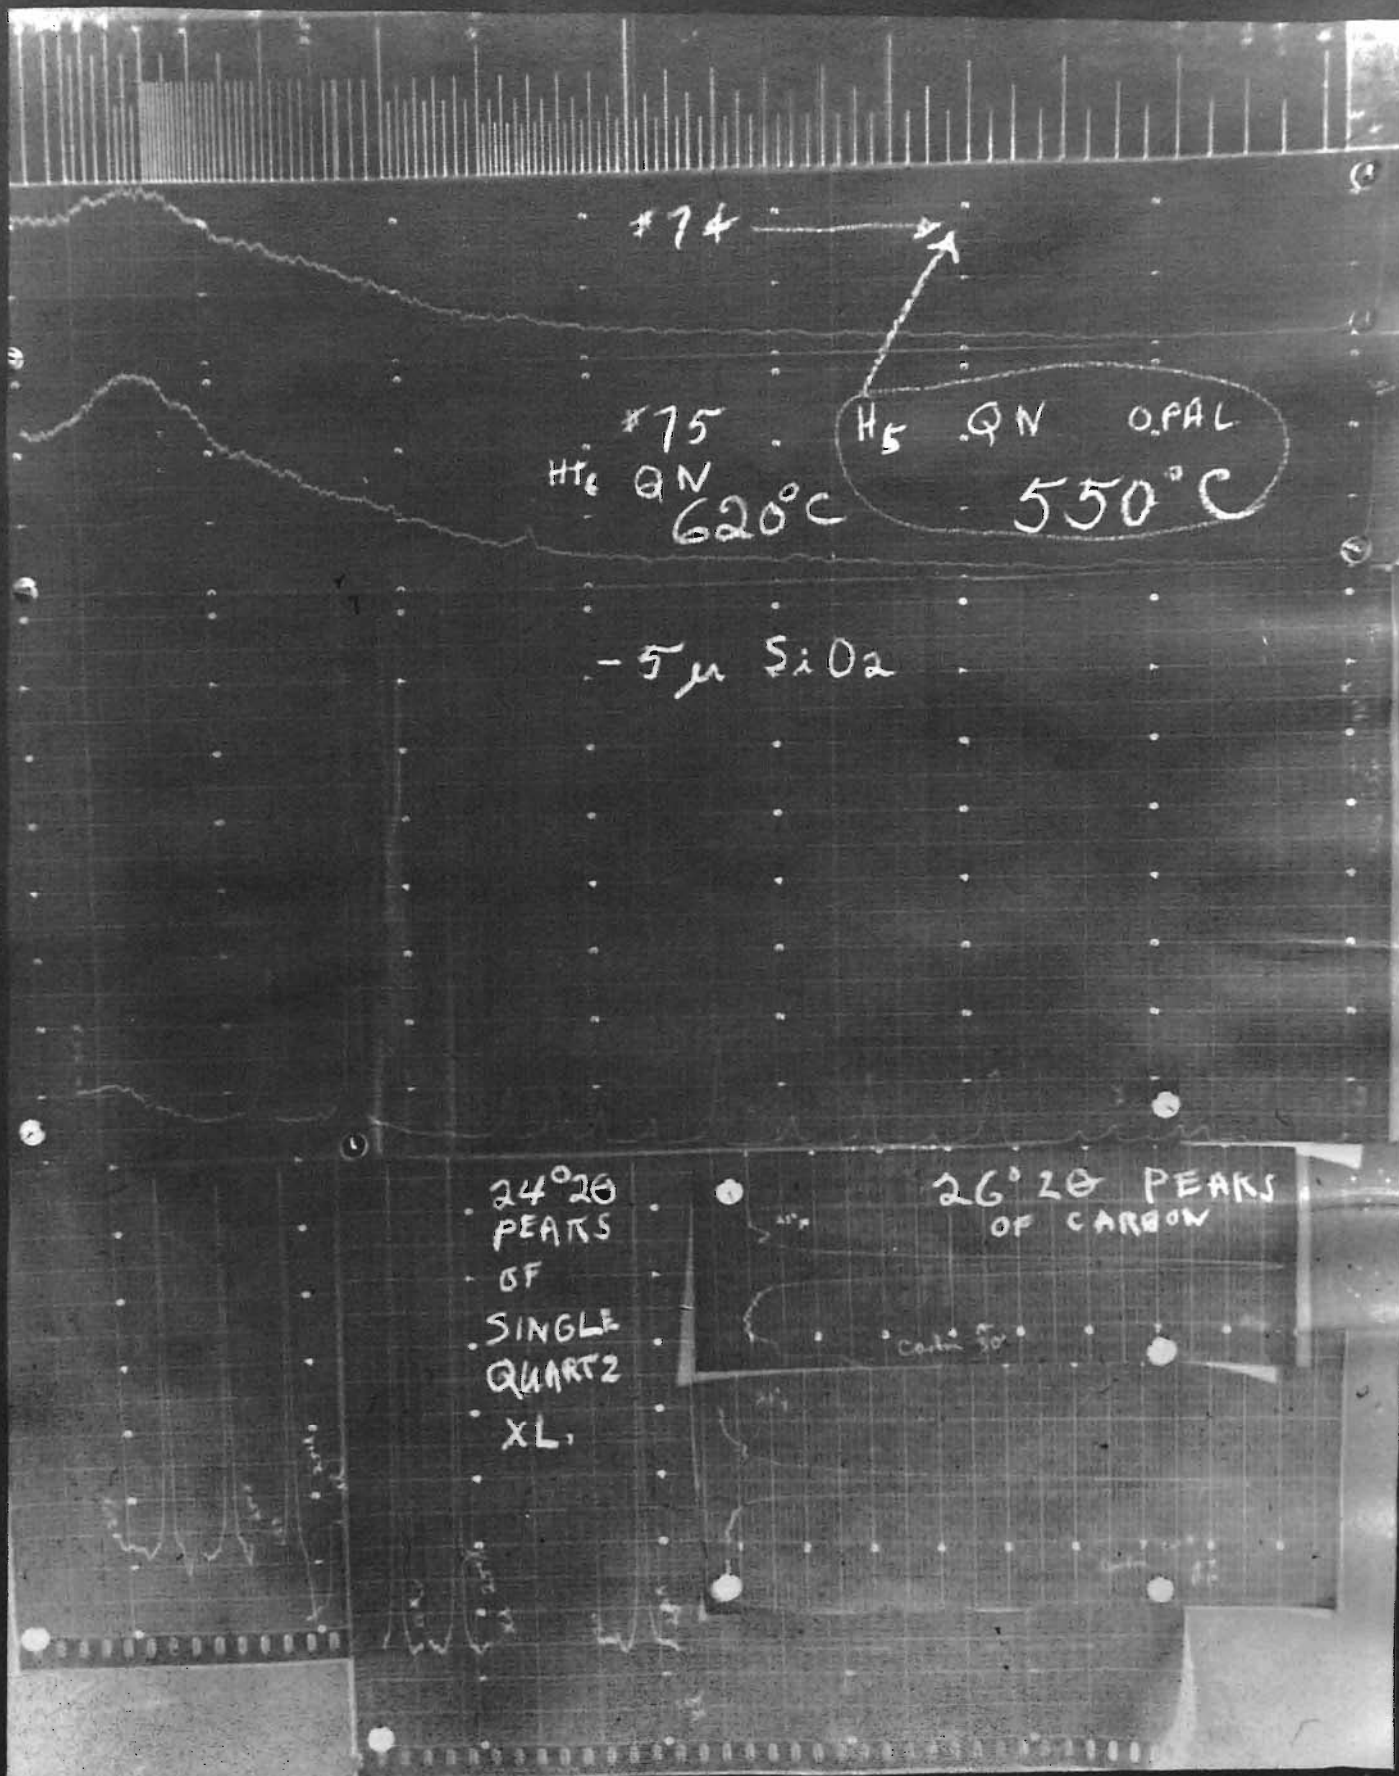 #74
H5 QN OPAL
550°C
#75
Ht6 QN
620°C
-5μ SiO2
24°2θ
PEAKS
OF
SINGLE
QUARTZ
XL.
26°2θ PEAKS
OF CARBON
Carbon